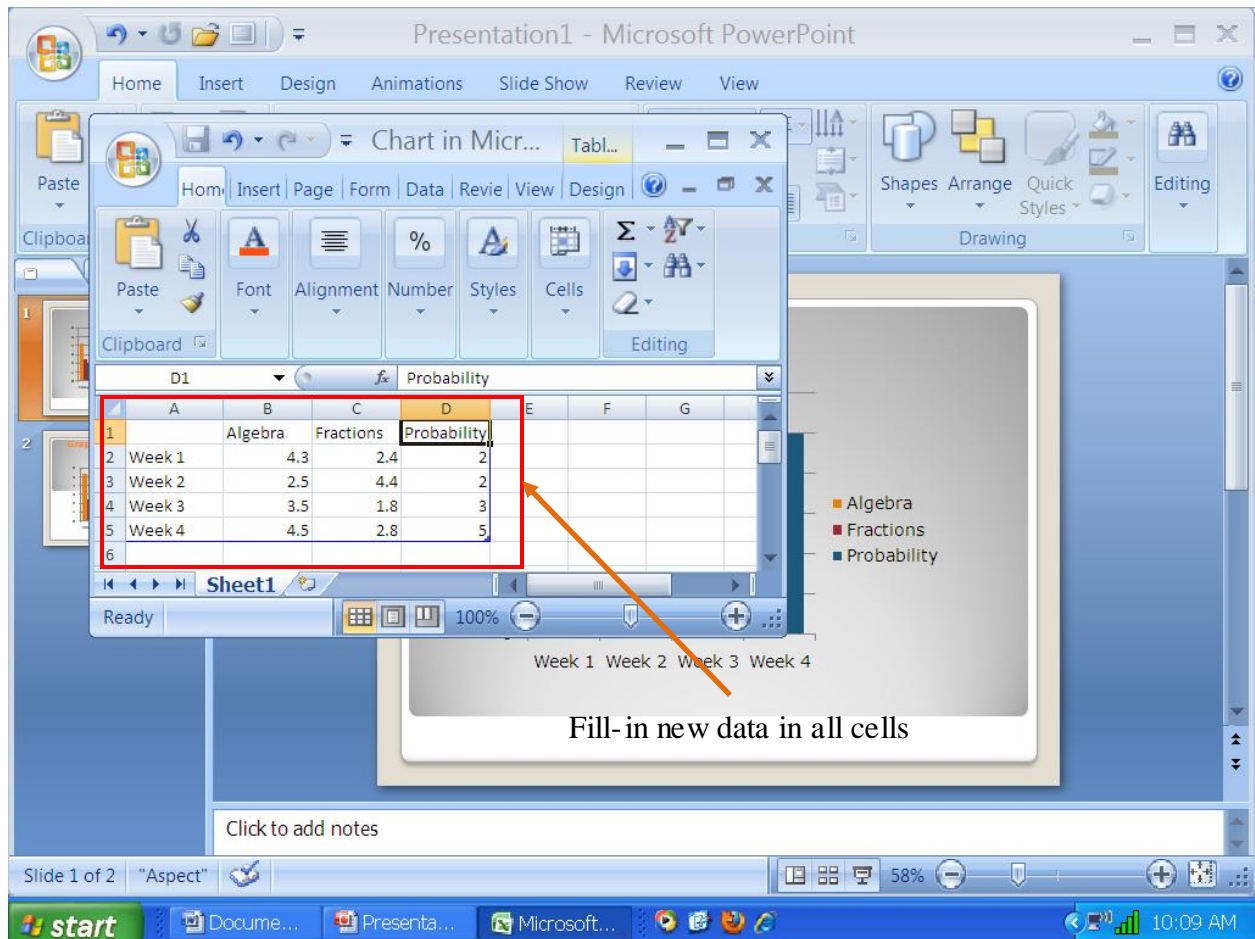 Presentation1 - Microsoft PowerPoint
Home Insert Design Animations Slide Show Review View
Paste
Clipboa
Shapes Arrange Quick Styles
Editing
Drawing
Chart in Micr... Tabl...
Hom Insert Page Form Data Revie View Design
Paste Font Alignment Number Styles Cells
Clipboard Editing
D1 fx Probability
A B C D E F G
1 Algebra Fractions Probability
2 Week 1 4.3 2.4 2
3 Week 2 2.5 4.4 2
4 Week 3 3.5 1.8 3
5 Week 4 4.5 2.8 5
6
Sheet1
Ready 100%
1
2
Algebra
Fractions
Probability
Week 1 Week 2 Week 3 Week 4
Fill-in new data in all cells
Click to add notes
Slide 1 of 2 "Aspect" 58%
start Docume... Presenta... Microsoft... 10:09 AM